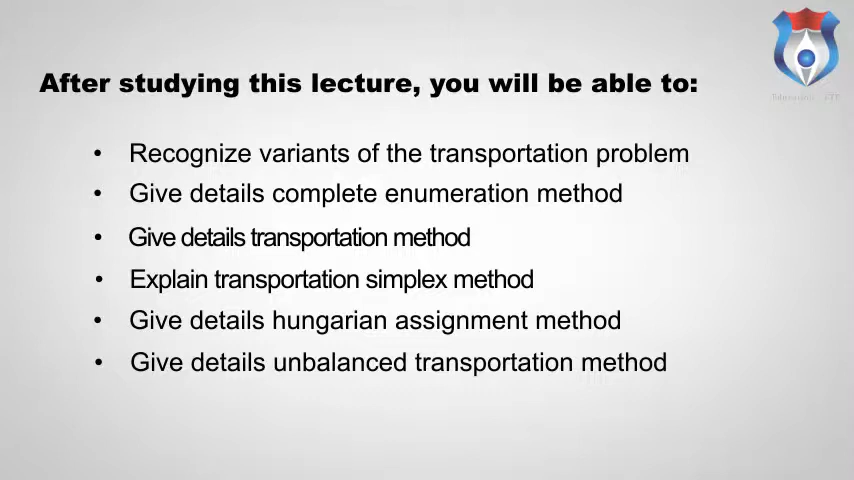 After studying this lecture, you will be able to:
• Recognize variants of the transportation problem
• Give details complete enumeration method
• Give details transportation method
• Explain transportation simplex method
• Give details hungarian assignment method
• Give details unbalanced transportation method